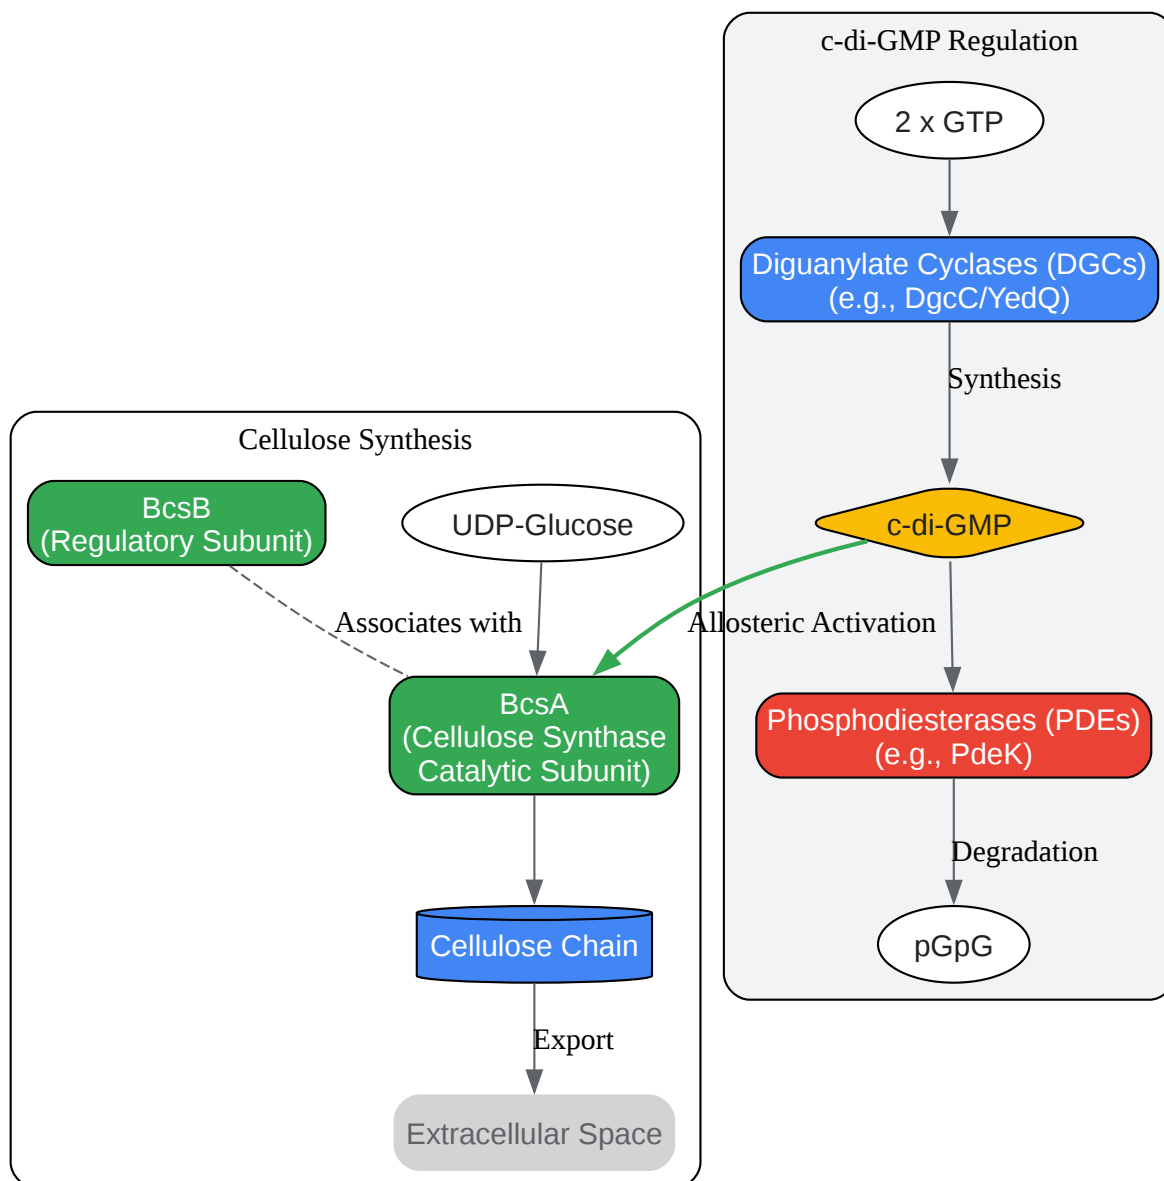 c-di-GMP Regulation
2 x GTP
Diguanylate Cyclases (DGCs)
(e.g., DgcC/YedQ)
Synthesis
c-di-GMP
Allosteric Activation
Phosphodiesterases (PDEs)
(e.g., PdeK)
Degradation
pGpG
Cellulose Synthesis
BcsB
(Regulatory Subunit)
UDP-Glucose
Associates with
BcsA
(Cellulose Synthase
Catalytic Subunit)
Cellulose Chain
Export
Extracellular Space